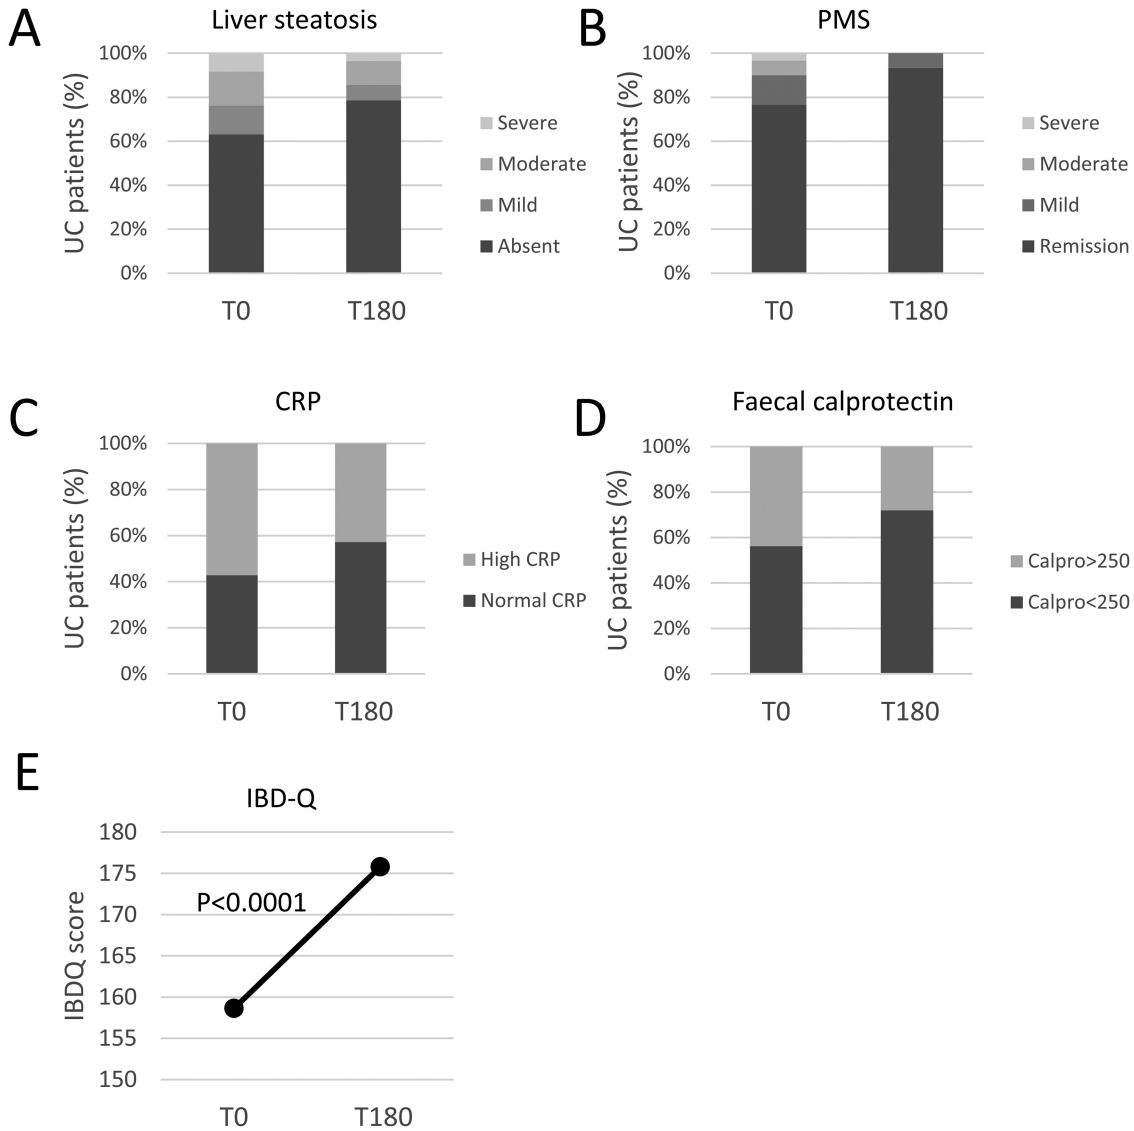 A
Liver steatosis
UC patients (%)
100%
80%
60%
40%
20%
0%
T0
T180
Severe
Moderate
Mild
Absent
B
PMS
UC patients (%)
100%
80%
60%
40%
20%
0%
T0
T180
Severe
Moderate
Mild
Remission
C
CRP
UC patients (%)
100%
80%
60%
40%
20%
0%
T0
T180
High CRP
Normal CRP
D
Faecal calprotectin
UC patients (%)
100%
80%
60%
40%
20%
0%
T0
T180
Calpro>250
Calpro<250
E
IBD-Q
IBDQ score
180
175
170
165
160
155
150
P<0.0001
T0
T180